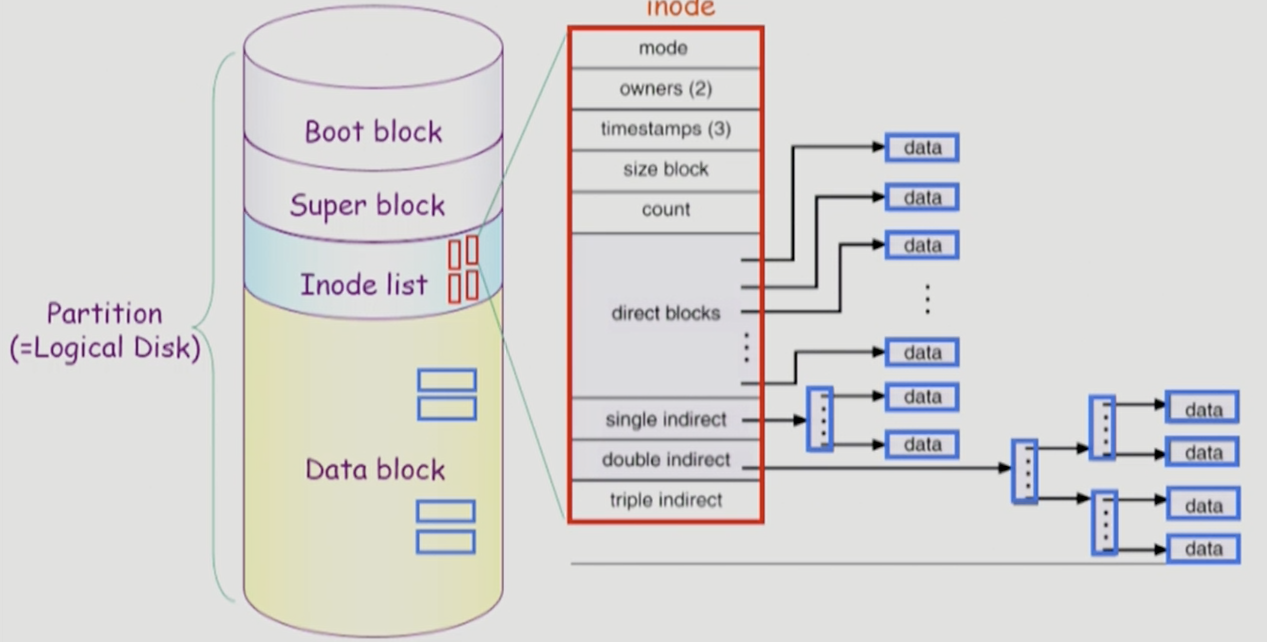 Partition
(=Logical Disk)
Boot block
Super block
Inode list
Data block
inode
mode
owners (2)
timestamps (3)
size block
count
direct blocks
single indirect
double indirect
triple indirect
data
data
data
data
data
data
data
data
data
data